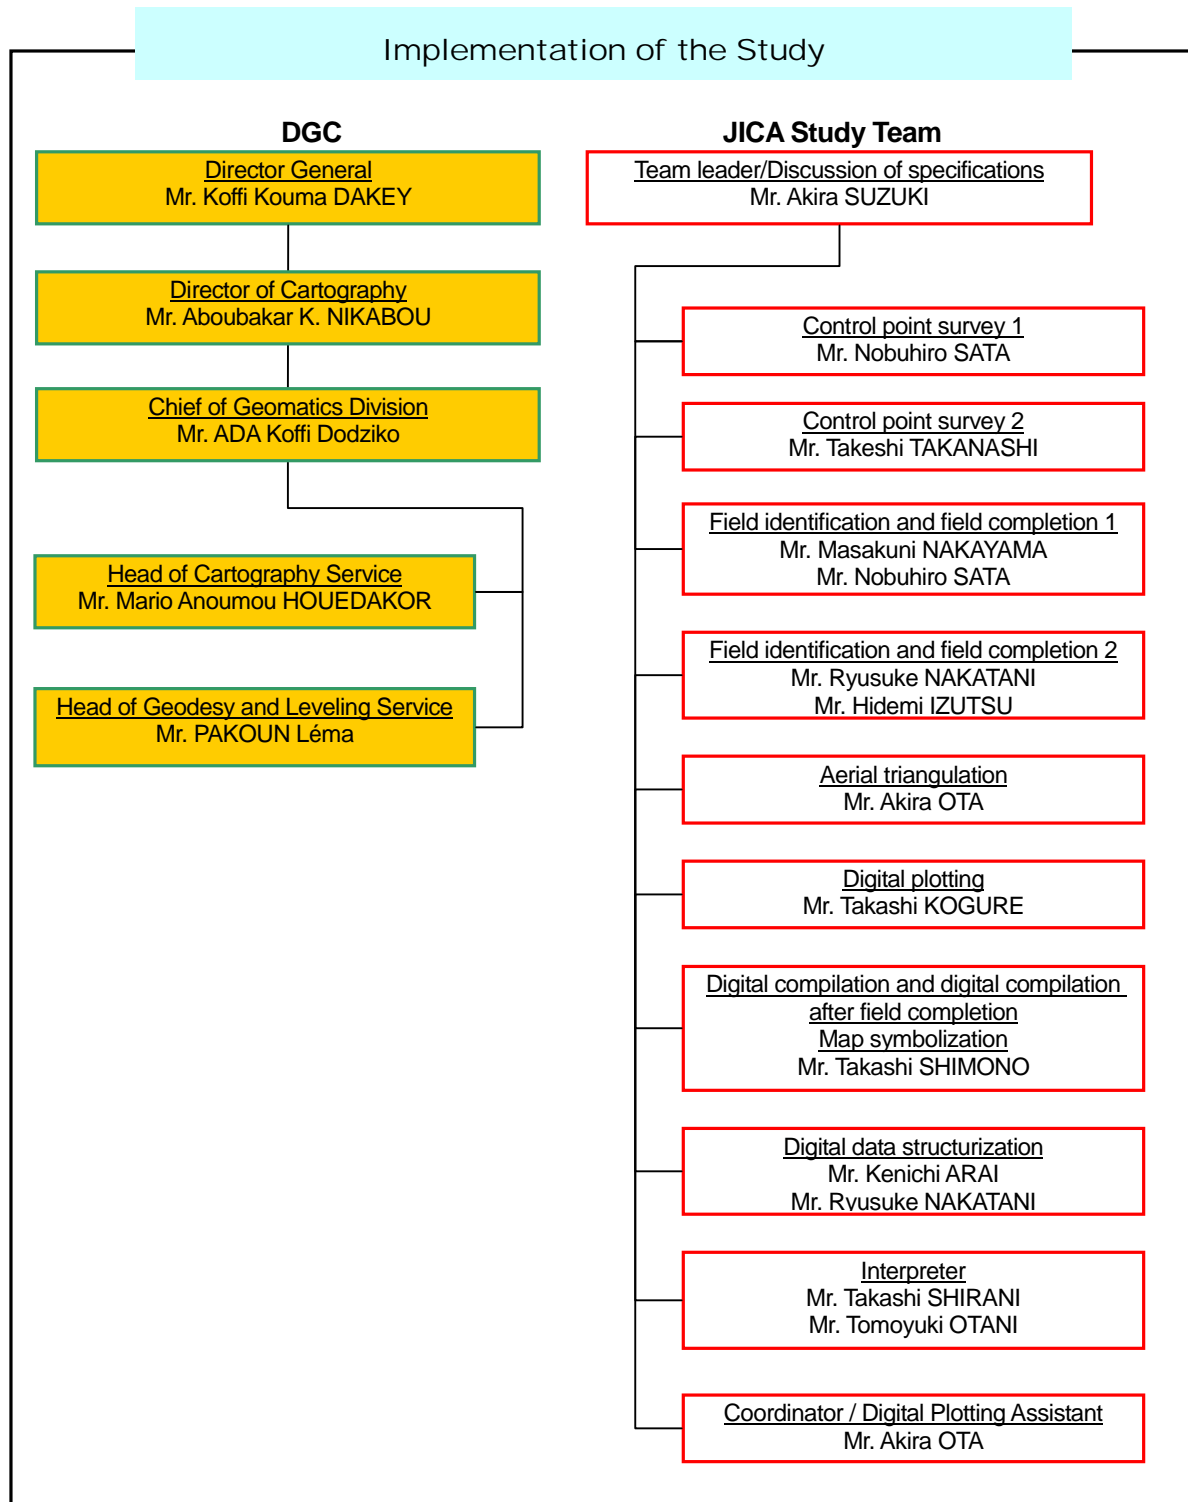 Implementation of the Study
DGC
Director General
Mr. Koffi Kouma DAKEY
Director of Cartography
Mr. Aboubakar K. NIKABOU
Chief of Geomatics Division
Mr. ADA Koffi Dodziko
Head of Cartography Service
Mr. Mario Anoumou HOUEDAKOR
Head of Geodesy and Leveling Service
Mr. PAKOUN Léma
JICA Study Team
Team leader/Discussion of specifications
Mr. Akira SUZUKI
Control point survey 1
Mr. Nobuhiro SATA
Control point survey 2
Mr. Takeshi TAKANASHI
Field identification and field completion 1
Mr. Masakuni NAKAYAMA
Mr. Nobuhiro SATA
Field identification and field completion 2
Mr. Ryusuke NAKATANI
Mr. Hidemi IZUTSU
Aerial triangulation
Mr. Akira OTA
Digital plotting
Mr. Takashi KOGURE
Digital compilation and digital compilation
after field completion
Map symbolization
Mr. Takashi SHIMONO
Digital data structurization
Mr. Kenichi ARAI
Mr. Ryusuke NAKATANI
Interpreter
Mr. Takashi SHIRANI
Mr. Tomoyuki OTANI
Coordinator / Digital Plotting Assistant
Mr. Akira OTA